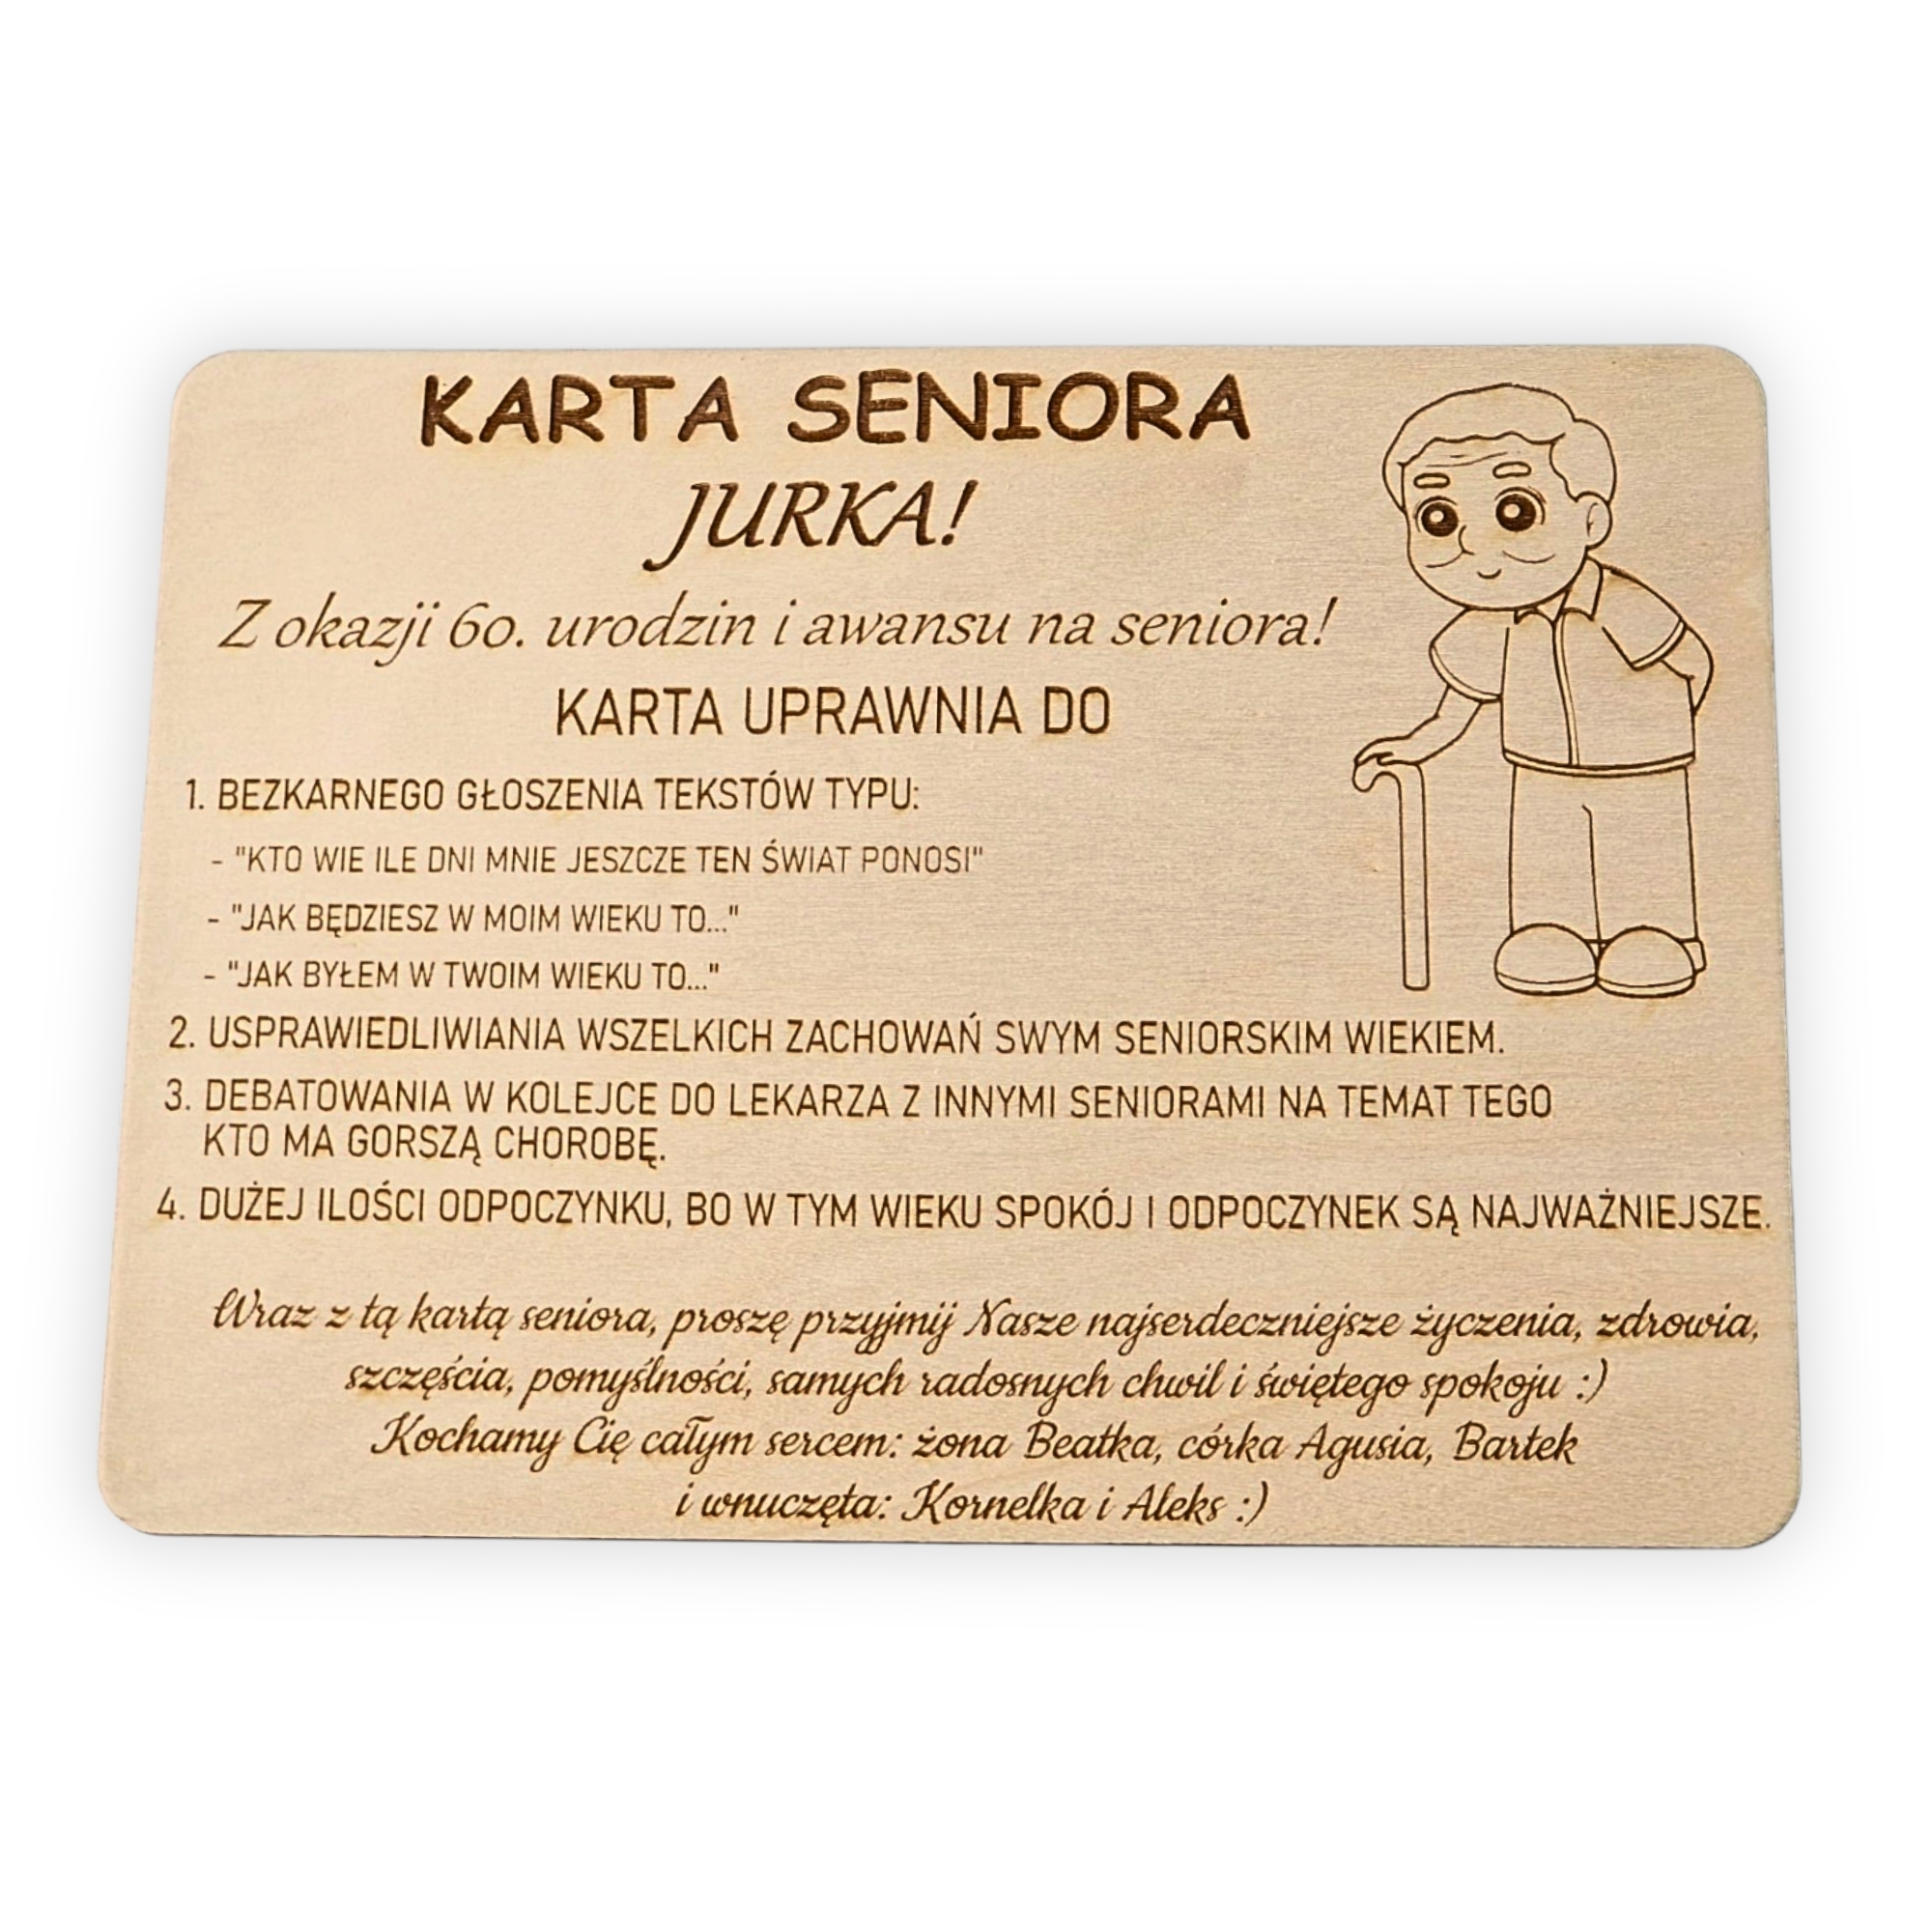 KARTA SENIORA
JURKA!
Z okazji 60. urodzin i awansu na seniora!
KARTA UPRAWNIA DO
1. BEZKARNEGO GŁOSZENIA TEKSTÓW TYPU:
- "KTO WIE ILE DNI MNIE JESZCZE TEN ŚWIAT PONOSI"
- "JAK BĘDZIESZ W MOIM WIEKU TO..."
- "JAK BYŁEM W TWOIM WIEKU TO..."
2. USPRAWIEDLIWIANIA WSZELKICH ZACHOWAŃ SWYM SENIORSKIM WIEKIEM.
3. DEBATOWANIA W KOLEJCE DO LEKARZA Z INNYMI SENIORAMI NA TEMAT TEGO
KTO MA GORSZĄ CHOROBĘ.
4. DUŻEJ ILOŚCI ODPOCZYNKU, BO W TYM WIEKU SPOKÓJ I ODPOCZYNEK SĄ NAJWAŻNIEJSZE.
Wraz z tą kartą seniora, proszę przyjmij Nasze najserdeczniejsze życzenia, zdrowia,
szczęścia, pomyślności, samych radosnych chwil i świętego spokoju :)
Kochamy Cię całym sercem: żona Beatka, córka Agusia, Bartek
i wnuczęta: Kornelka i Aleks :)